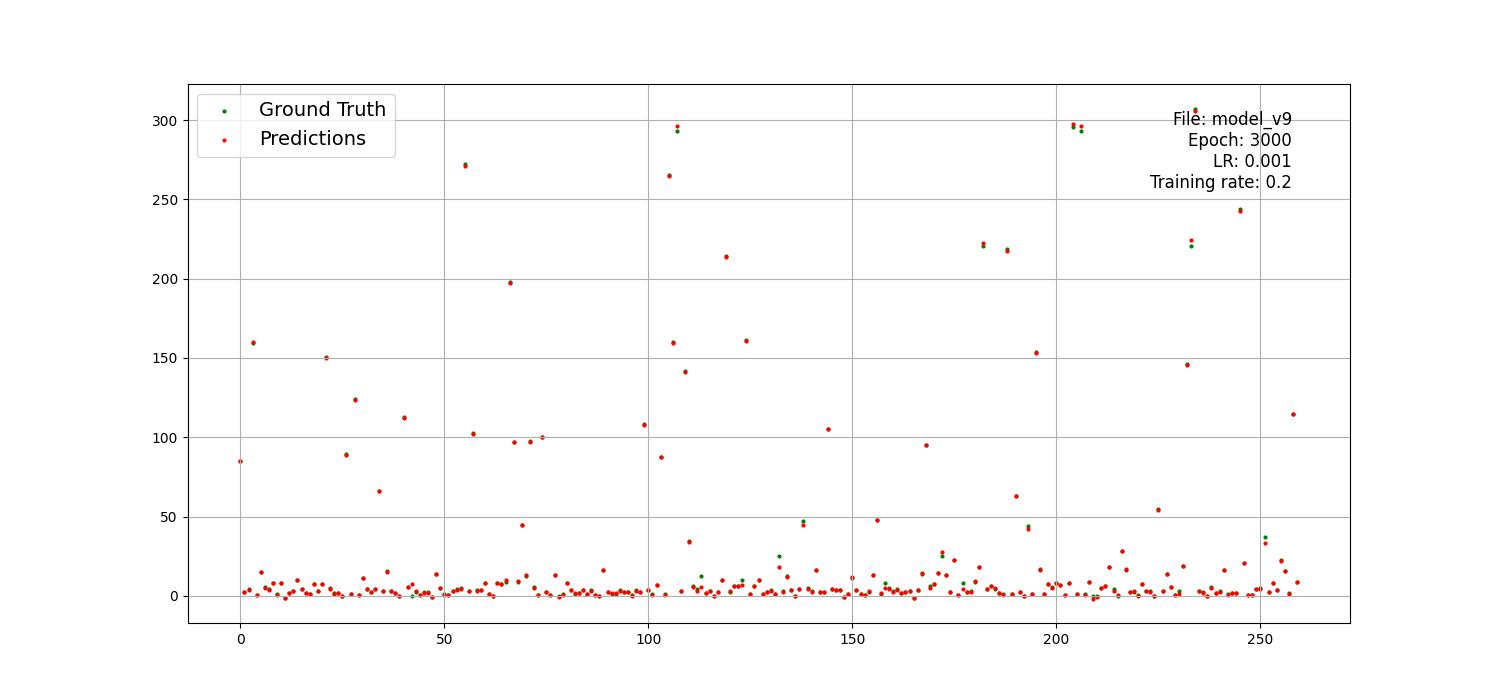 Ground Truth
Predictions
File: model_v9
Epoch: 3000
LR: 0.001
Training rate: 0.2
300
250
200
150
100
50
0
0 50 100 150 200 250